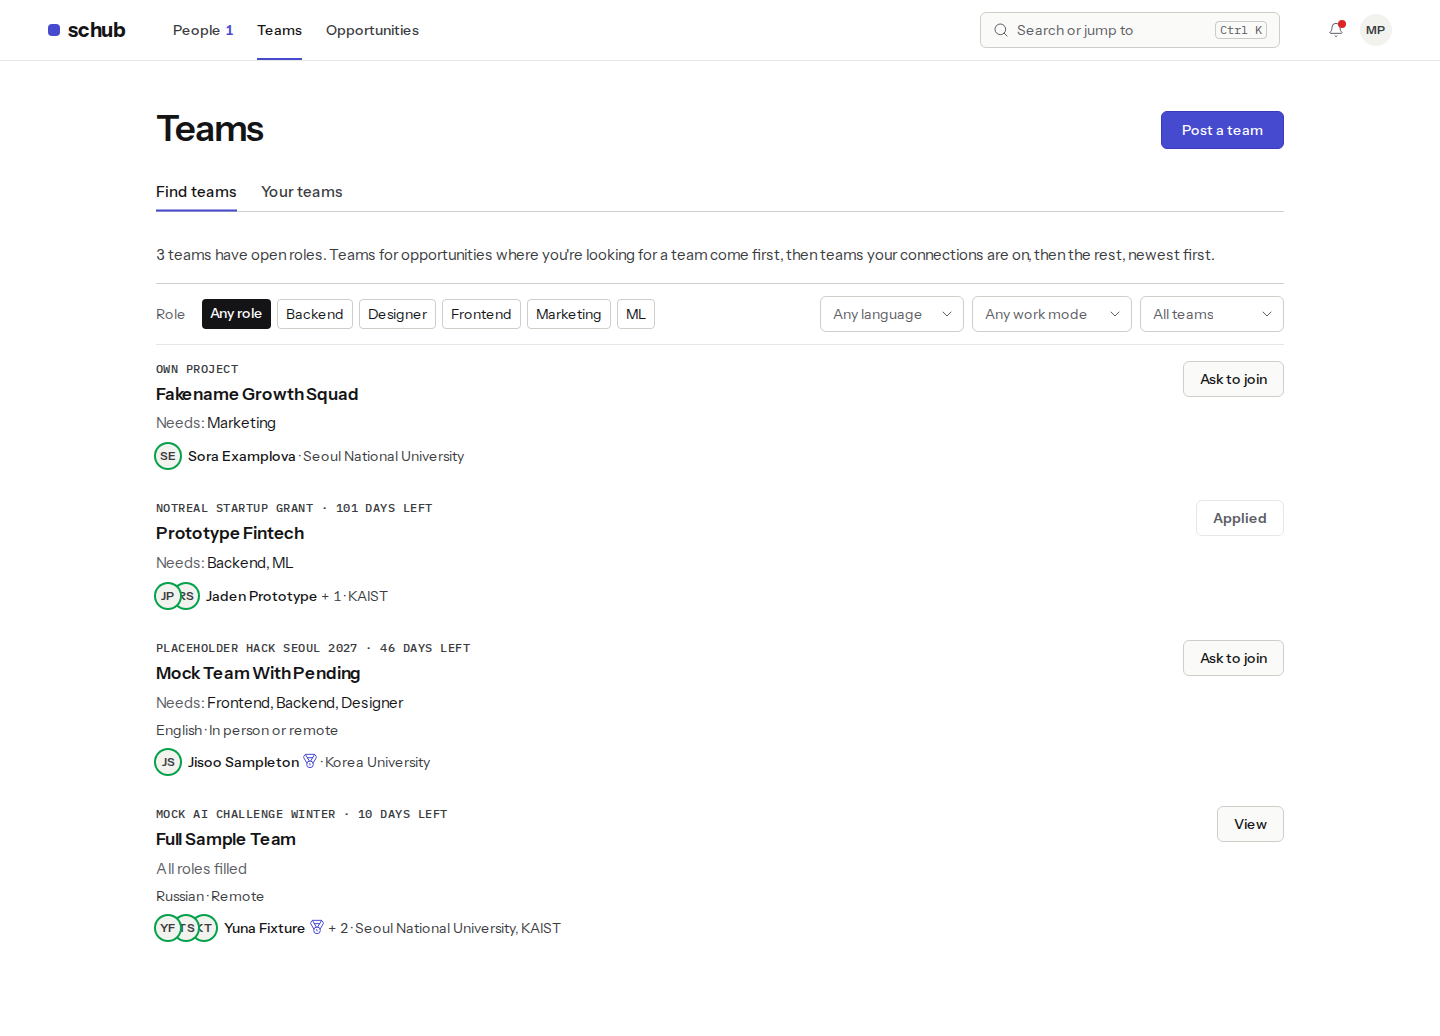 schub People 1 Teams Opportunities Search or jump to Ctrl K MP
Teams Post a team
Find teams Your teams
3 teams have open roles. Teams for opportunities where you're looking for a team come first, then teams your connections are on, then the rest, newest first.
Role Any role Backend Designer Frontend Marketing ML Any language Any work mode All teams
OWN PROJECT
Fakename Growth Squad Ask to join
Needs: Marketing
SE Sora Examplova · Seoul National University
NOTREAL STARTUP GRANT · 101 DAYS LEFT
Prototype Fintech Applied
Needs: Backend, ML
JP RS Jaden Prototype + 1 · KAIST
PLACEHOLDER HACK SEOUL 2027 · 46 DAYS LEFT
Mock Team With Pending Ask to join
Needs: Frontend, Backend, Designer
English · In person or remote
JS Jisoo Sampleton · Korea University
MOCK AI CHALLENGE WINTER · 10 DAYS LEFT
Full Sample Team View
All roles filled
Russian · Remote
YF TS KT Yuna Fixture + 2 · Seoul National University, KAIST